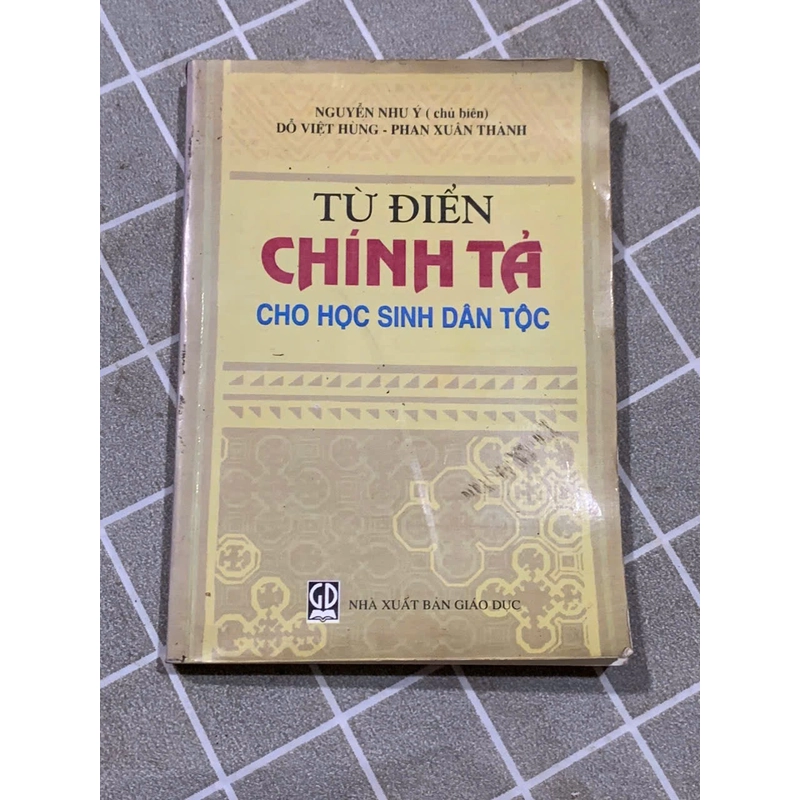 NGUYỄN NHƯ Ý ( chủ biên)
ĐỖ VIỆT HÙNG - PHAN XUÂN THÀNH
TỪ ĐIỂN
CHÍNH TẢ
CHO HỌC SINH DÂN TỘC
GD
NHÀ XUẤT BẢN GIÁO DỤC